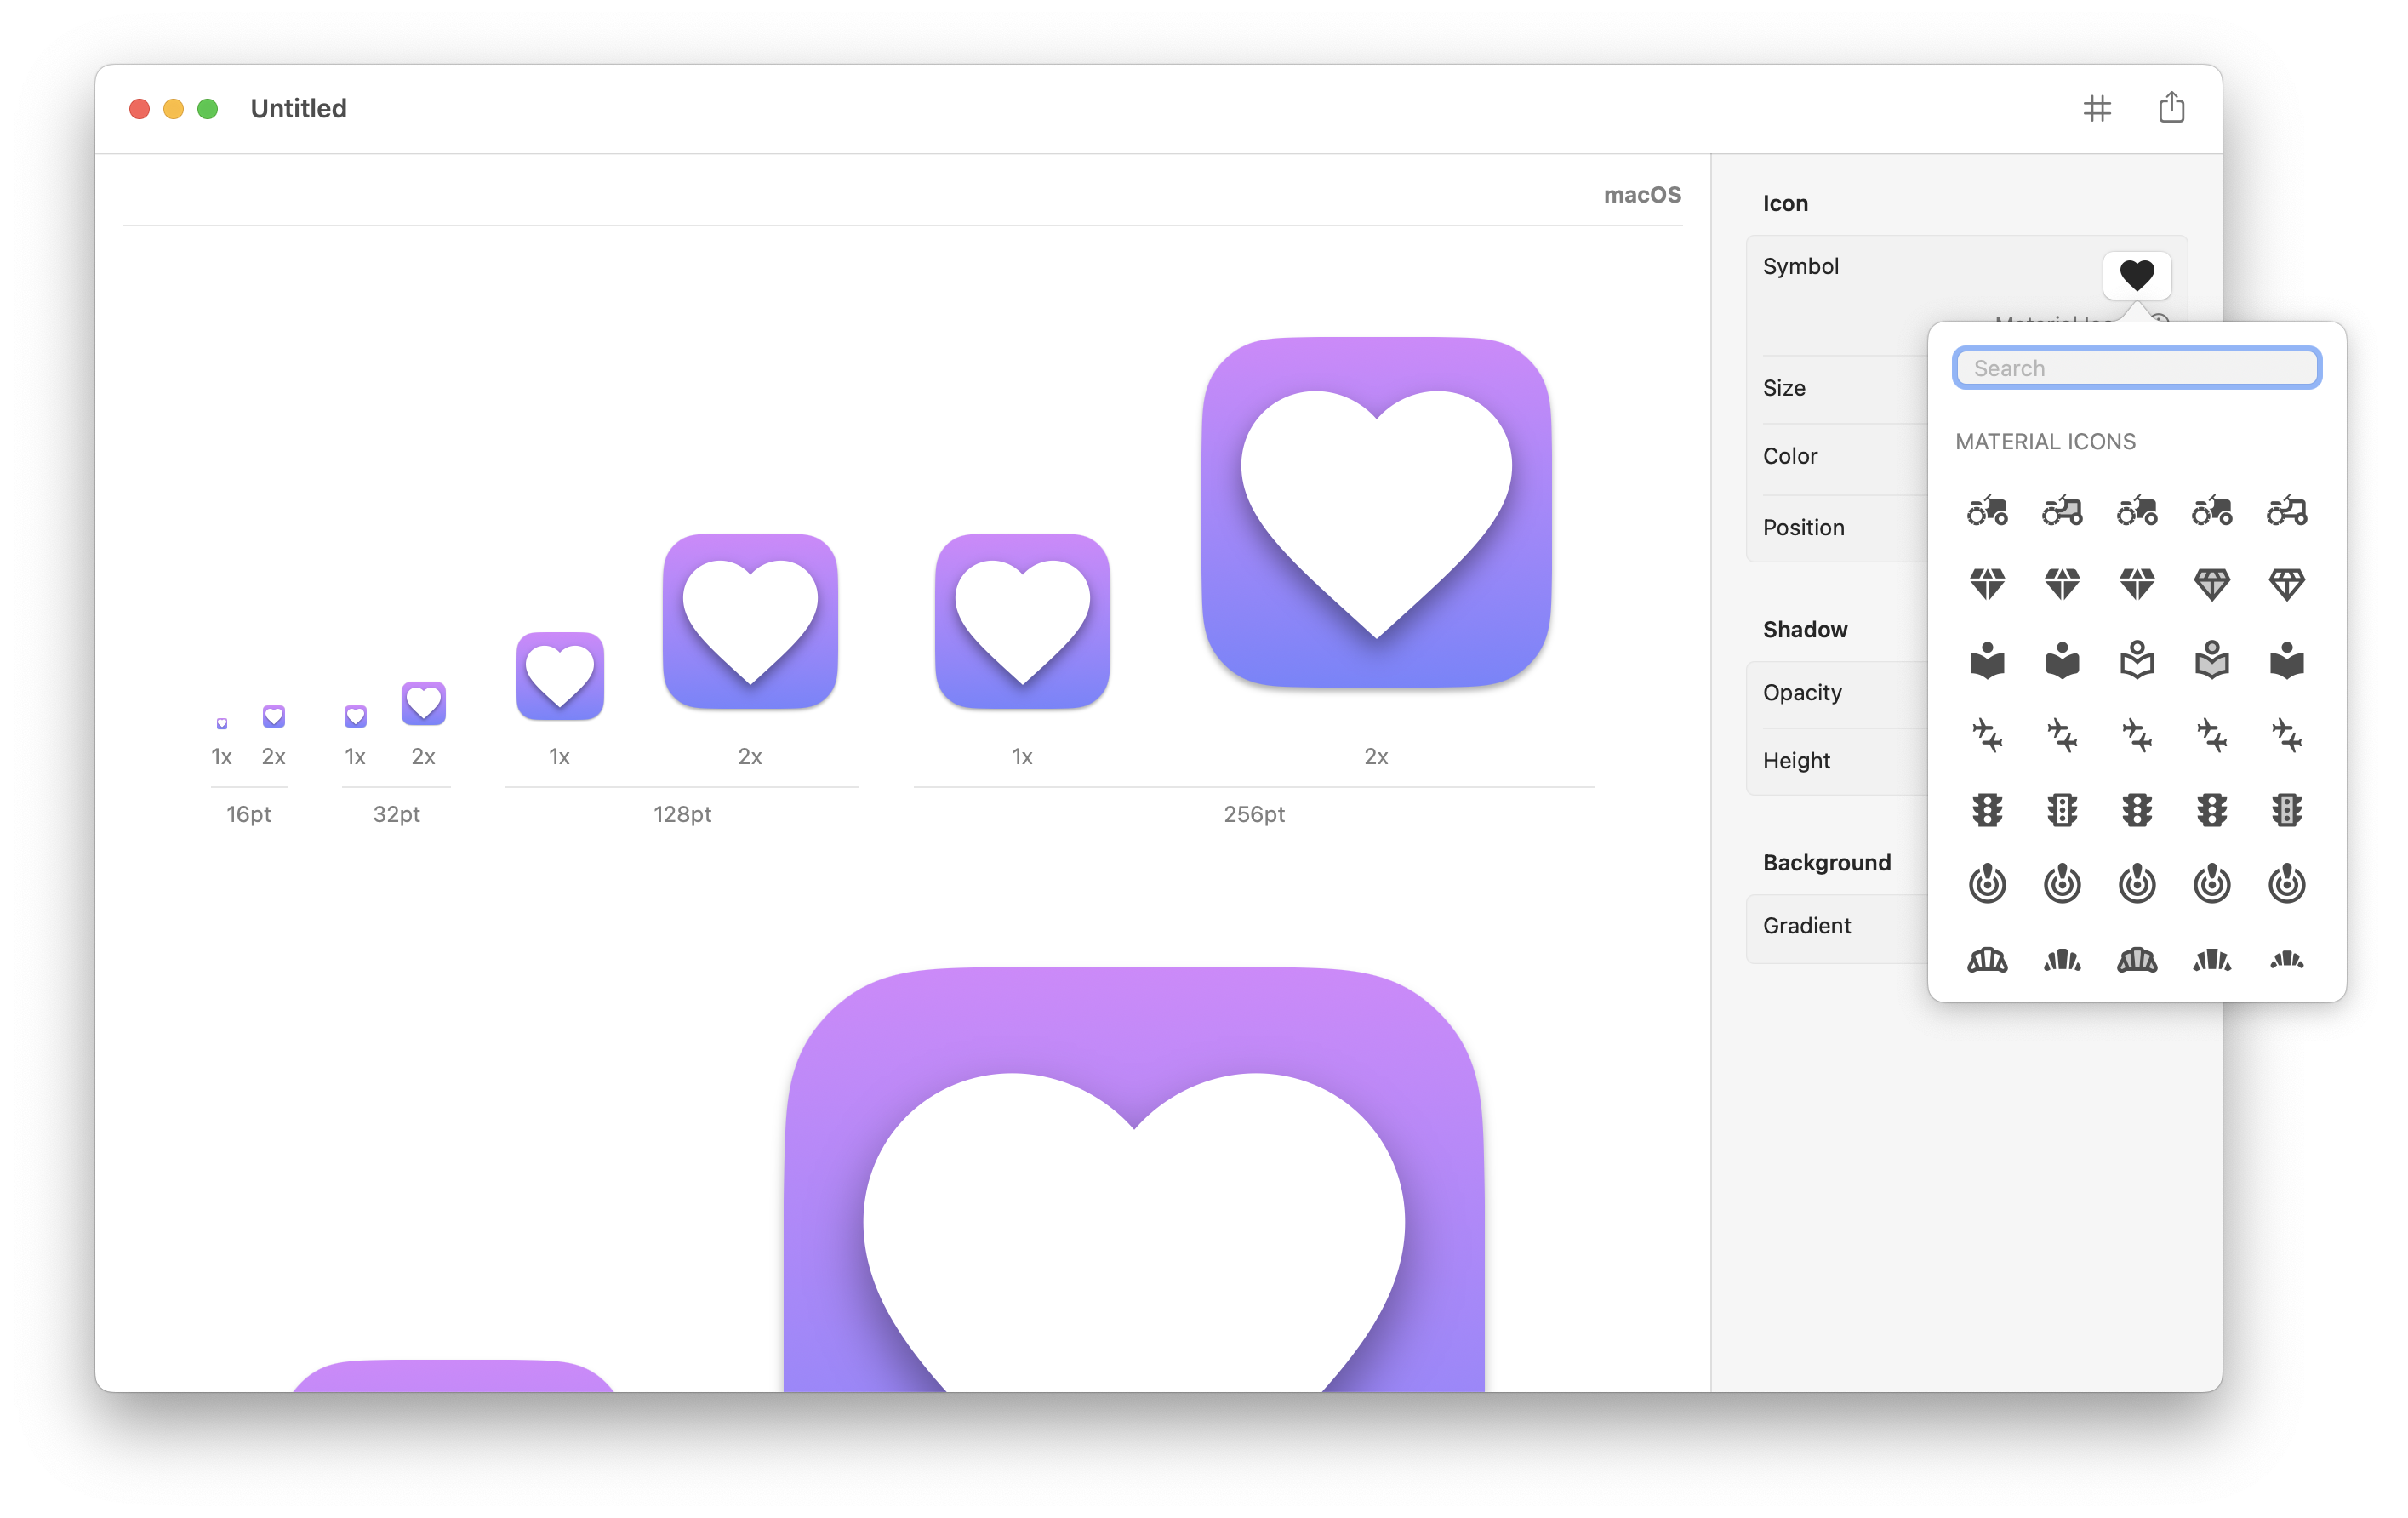 Untitled
macOS
1x
2x
1x
2x
1x
2x
1x
2x
16pt
32pt
128pt
256pt
Icon
Symbol
Size
Color
Position
Shadow
Opacity
Height
Background
Gradient
Search
MATERIAL ICONS